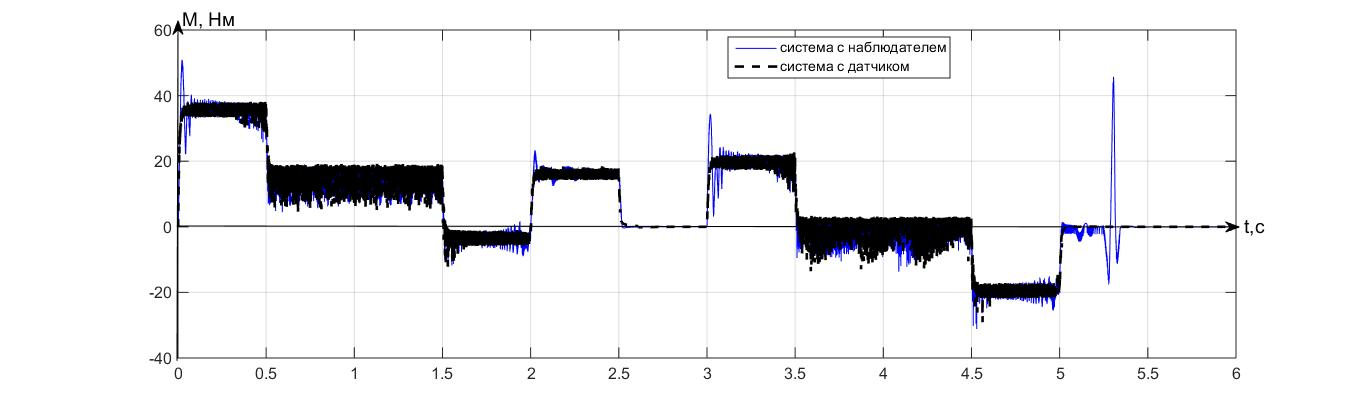 M, Нм
60
система с наблюдателем
система с датчиком
40
20
0
t,с
-20
-40
0 0.5 1 1.5 2 2.5 3 3.5 4 4.5 5 5.5 6